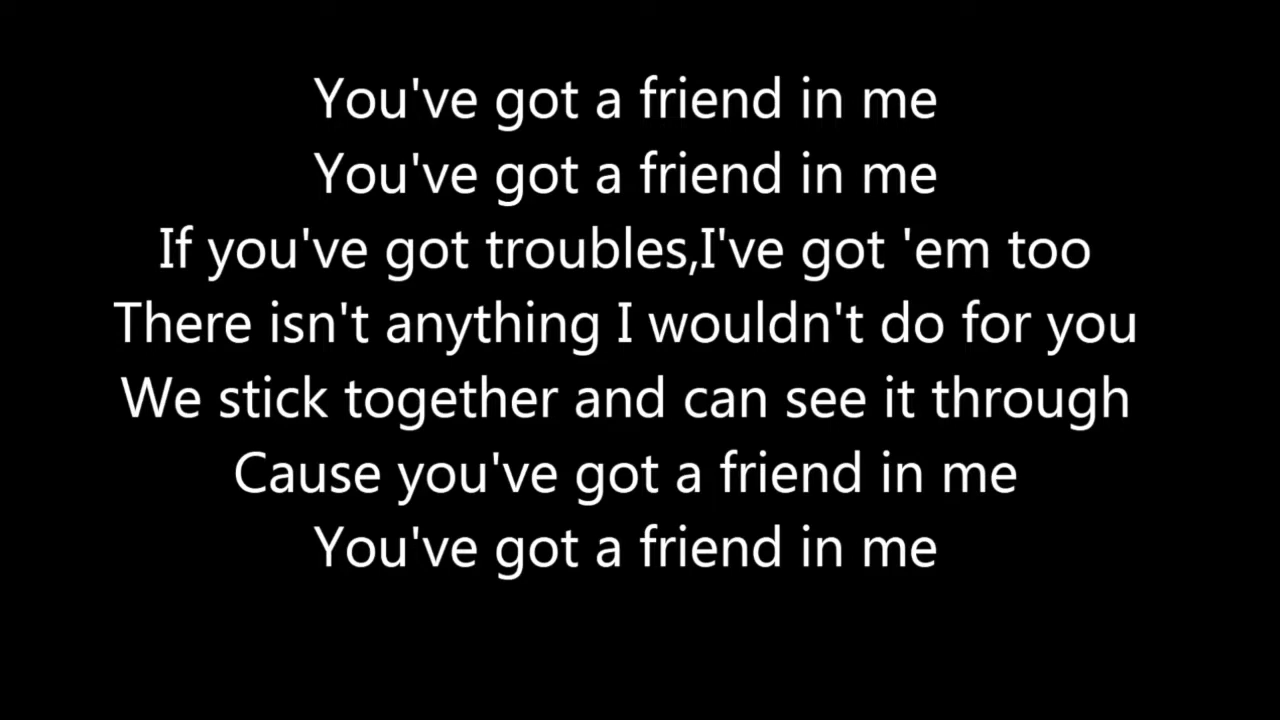 You've got a friend in me
You've got a friend in me
If you've got troubles,I've got 'em too
There isn't anything I wouldn't do for you
We stick together and can see it through
Cause you've got a friend in me
You've got a friend in me